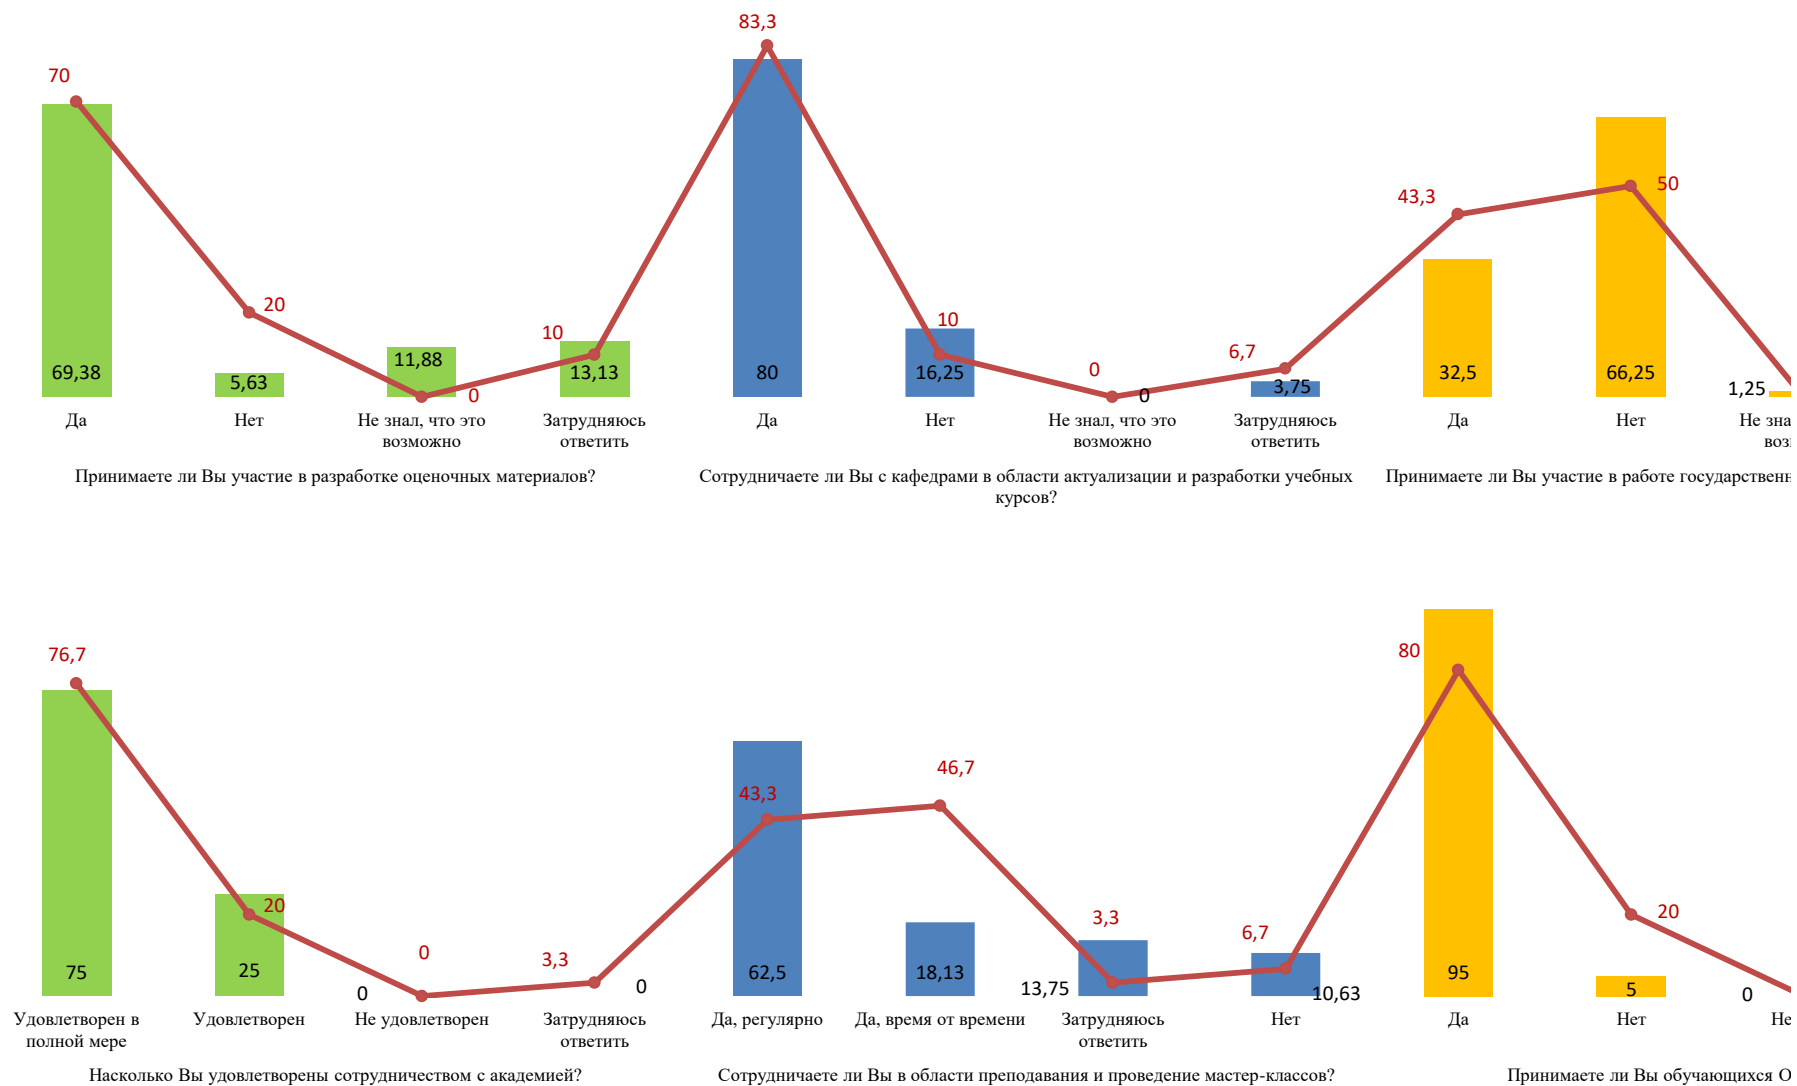 83,3
70
43,3
50
20
10
10
6,7
0
0
69,38
5,63
11,88
13,13
80
16,25
0
3,75
32,5
66,25
1,25
Да
Нет
Не знал, что это
возможно
Затрудняюсь
ответить
Да
Нет
Не знал, что это
возможно
Затрудняюсь
ответить
Да
Нет
Не зна
воз
Принимаете ли Вы участие в разработке оценочных материалов?
Сотрудничаете ли Вы с кафедрами в области актуализации и разработки учебных
курсов?
Принимаете ли Вы участие в работе государственн
76,7
20
0
3,3
43,3
46,7
3,3
6,7
80
20
75
25
0
0
62,5
18,13
13,75
10,63
95
5
0
Удовлетворен в
полной мере
Удовлетворен
Не удовлетворен
Затрудняюсь
ответить
Да, регулярно
Да, время от времени
Затрудняюсь
ответить
Нет
Да
Нет
Не
Насколько Вы удовлетворены сотрудничеством с академией?
Сотрудничаете ли Вы в области преподавания и проведение мастер-классов?
Принимаете ли Вы обучающихся О